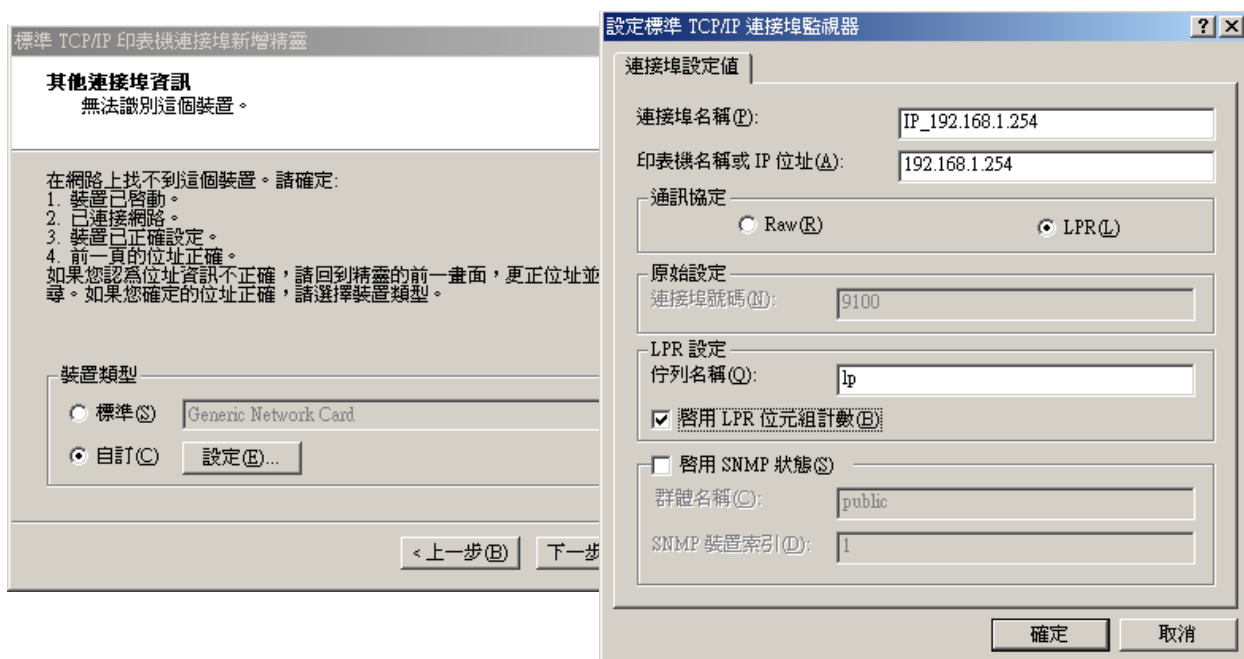 標準 TCP/IP 印表機連接埠新增精靈
其他連接埠資訊
無法識別這個裝置。
在網路上找不到這個裝置。請確定:
1. 裝置已啓動。
2. 已連接網路。
3. 裝置已正確設定。
4. 前一頁的位址正確。
如果您認爲位址資訊不正確，請回到精靈的前一畫面，更正位址並
尋。如果您確定的位址正確，請選擇裝置類型。
裝置類型
標準(S)
Generic Network Card
自訂(C)
設定(E)...
<上一步(B)
下一步
設定標準 TCP/IP 連接埠監視器
連接埠設定值
連接埠名稱(P):
IP_192.168.1.254
印表機名稱或 IP 位址(A):
192.168.1.254
通訊協定
Raw(R)
LPR(L)
原始設定
連接埠號碼(N):
9100
LPR 設定
佇列名稱(Q):
lp
啓用 LPR 位元組計數(B)
啓用 SNMP 狀態(S)
群體名稱(C):
public
SNMP 裝置索引(D):
1
確定
取消